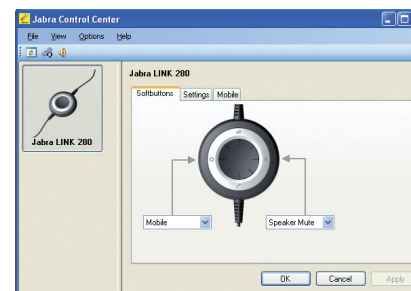 Jabra Control Center
File View Options Help
Jabra LINK 280
Jabra LINK 280
Softbuttons Settings Mobile
Mobile
Speaker Mute
OK Cancel Apply